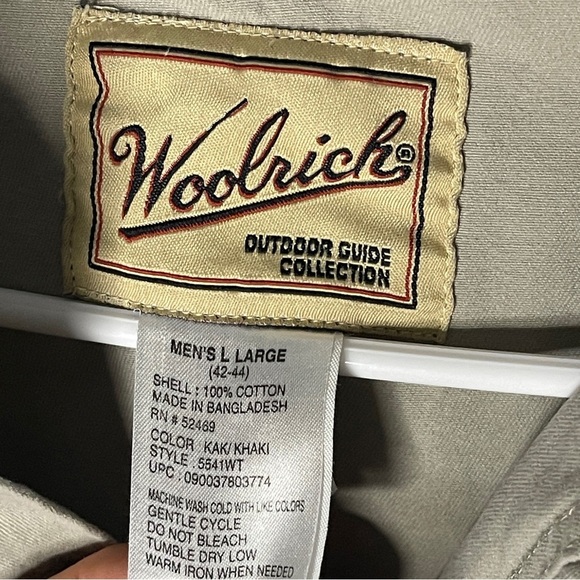 Woolrich®
OUTDOOR GUIDE
COLLECTION
MEN'S L LARGE
(42-44)
SHELL : 100% COTTON
MADE IN BANGLADESH
RN # 52469
COLOR : KAK/ KHAKI
STYLE : 5541WT
UPC : 090037803774
MACHINE WASH COLD WITH LIKE COLORS
GENTLE CYCLE
DO NOT BLEACH
TUMBLE DRY LOW
WARM IRON WHEN NEEDED